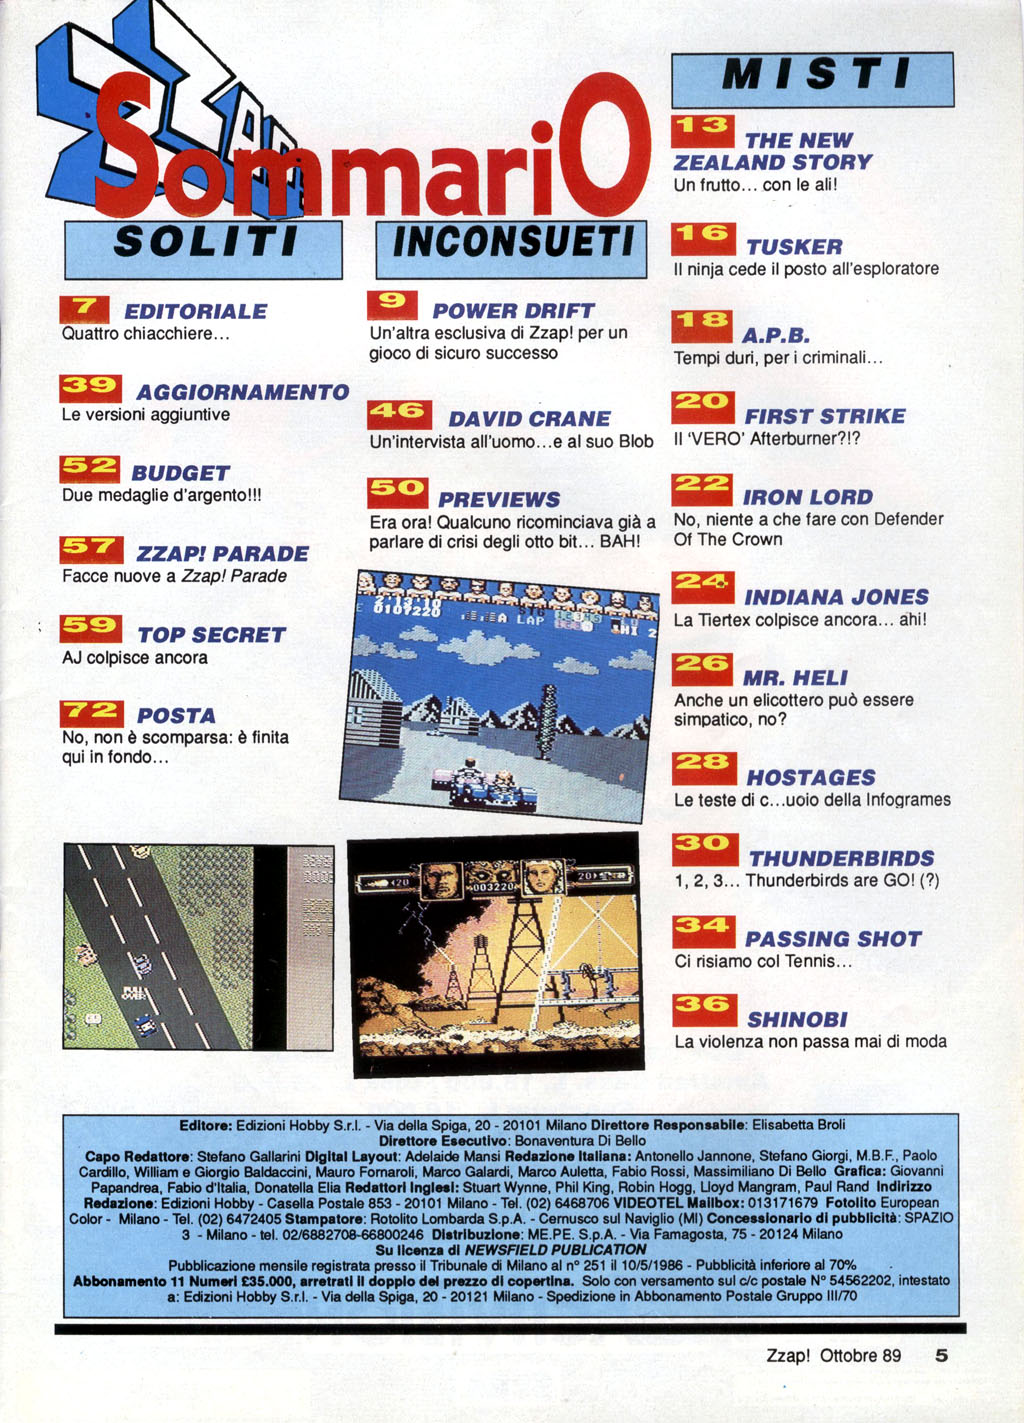 ZZAP!
SommariO
SOLITI
7 EDITORIALE
Quattro chiacchiere...
39 AGGIORNAMENTO
Le versioni aggiuntive
52 BUDGET
Due medaglie d'argento!!!
57 ZZAP! PARADE
Facce nuove a Zzap! Parade
59 TOP SECRET
AJ colpisce ancora
72 POSTA
No, non è scomparsa: è finita
qui in fondo...
INCONSUETI
9 POWER DRIFT
Un'altra esclusiva di Zzap! per un
gioco di sicuro successo
46 DAVID CRANE
Un'intervista all'uomo...e al suo Blob
50 PREVIEWS
Era ora! Qualcuno ricominciava già a
parlare di crisi degli otto bit... BAH!
0107220
LAP
HI 2
PULL
OVER!
20
003220
20
MISTI
13 THE NEW
ZEALAND STORY
Un frutto... con le ali!
16 TUSKER
Il ninja cede il posto all'esploratore
18 A.P.B.
Tempi duri, per i criminali...
20 FIRST STRIKE
Il 'VERO' Afterburner?!?
22 IRON LORD
No, niente a che fare con Defender
Of The Crown
24 INDIANA JONES
La Tiertex colpisce ancora... ahi!
26 MR. HELI
Anche un elicottero può essere
simpatico, no?
28 HOSTAGES
Le teste di c...uoio della Infogrames
30 THUNDERBIRDS
1, 2, 3... Thunderbirds are GO! (?)
34 PASSING SHOT
Ci risiamo col Tennis...
36 SHINOBI
La violenza non passa mai di moda
Editore: Edizioni Hobby S.r.l. - Via della Spiga, 20 - 20101 Milano Direttore Responsabile: Elisabetta Broli
Direttore Esecutivo: Bonaventura Di Bello
Capo Redattore: Stefano Gallarini Digital Layout: Adelaide Mansi Redazione Italiana: Antonello Jannone, Stefano Giorgi, M.B.F., Paolo
Cardillo, William e Giorgio Baldaccini, Mauro Fornaroli, Marco Galardi, Marco Auletta, Fabio Rossi, Massimiliano Di Bello Grafica: Giovanni
Papandrea, Fabio d'Italia, Donatella Elia Redattori Inglesi: Stuart Wynne, Phil King, Robin Hogg, Lloyd Mangram, Paul Rand Indirizzo
Redazione: Edizioni Hobby - Casella Postale 853 - 20101 Milano - Tel. (02) 6468706 VIDEOTEL Mailbox: 013171679 Fotolito European
Color - Milano - Tel. (02) 6472405 Stampatore: Rotolito Lombarda S.p.A. - Cernusco sul Naviglio (MI) Concessionario di pubblicità: SPAZIO
3 - Milano - tel. 02/6882708-66800246 Distribuzione: ME.PE. S.p.A. - Via Famagosta, 75 - 20124 Milano
Su licenza di NEWSFIELD PUBLICATION
Pubblicazione mensile registrata presso il Tribunale di Milano al n° 251 il 10/5/1986 - Pubblicità inferiore al 70%
Abbonamento 11 Numeri £35.000, arretrati il doppio del prezzo di copertina. Solo con versamento sul c/c postale N° 54562202, intestato
a: Edizioni Hobby S.r.l. - Via della Spiga, 20 - 20121 Milano - Spedizione in Abbonamento Postale Gruppo III/70
Zzap! Ottobre 89 5